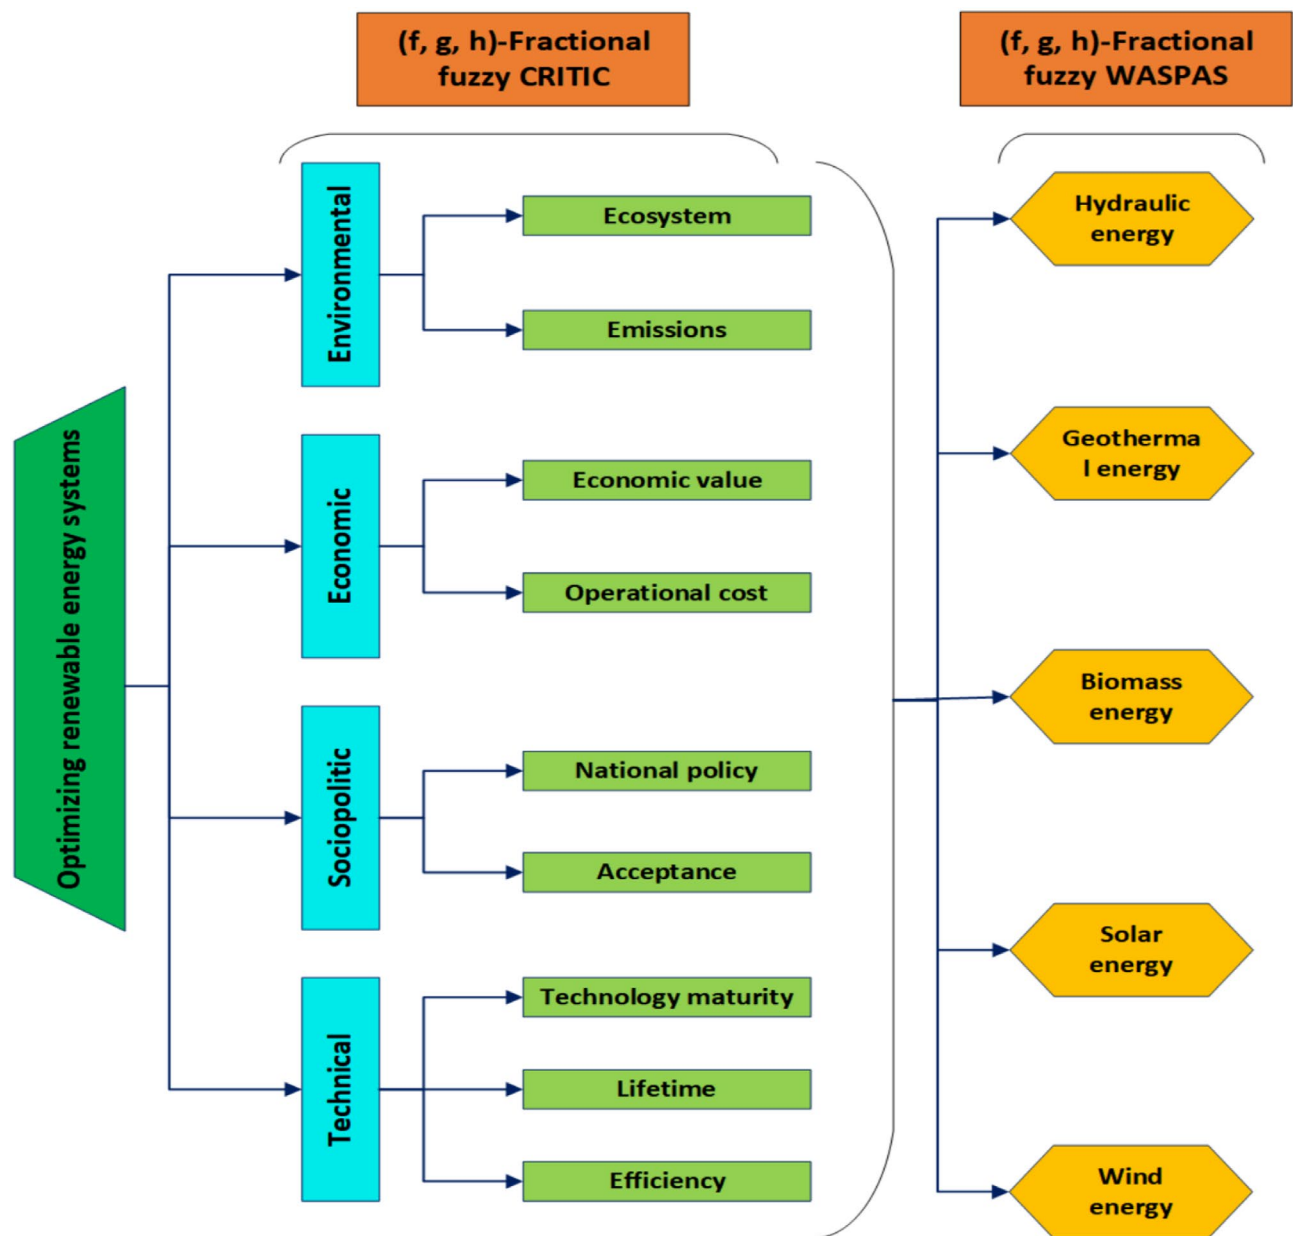 (f, g, h)-Fractional
fuzzy CRITIC
(f, g, h)-Fractional
fuzzy WASPAS
Optimizing renewable energy systems
Environmental
Ecosystem
Emissions
Economic
Economic value
Operational cost
Sociopolitic
National policy
Acceptance
Technical
Technology maturity
Lifetime
Efficiency
Hydraulic
energy
Geotherma
l energy
Biomass
energy
Solar
energy
Wind
energy